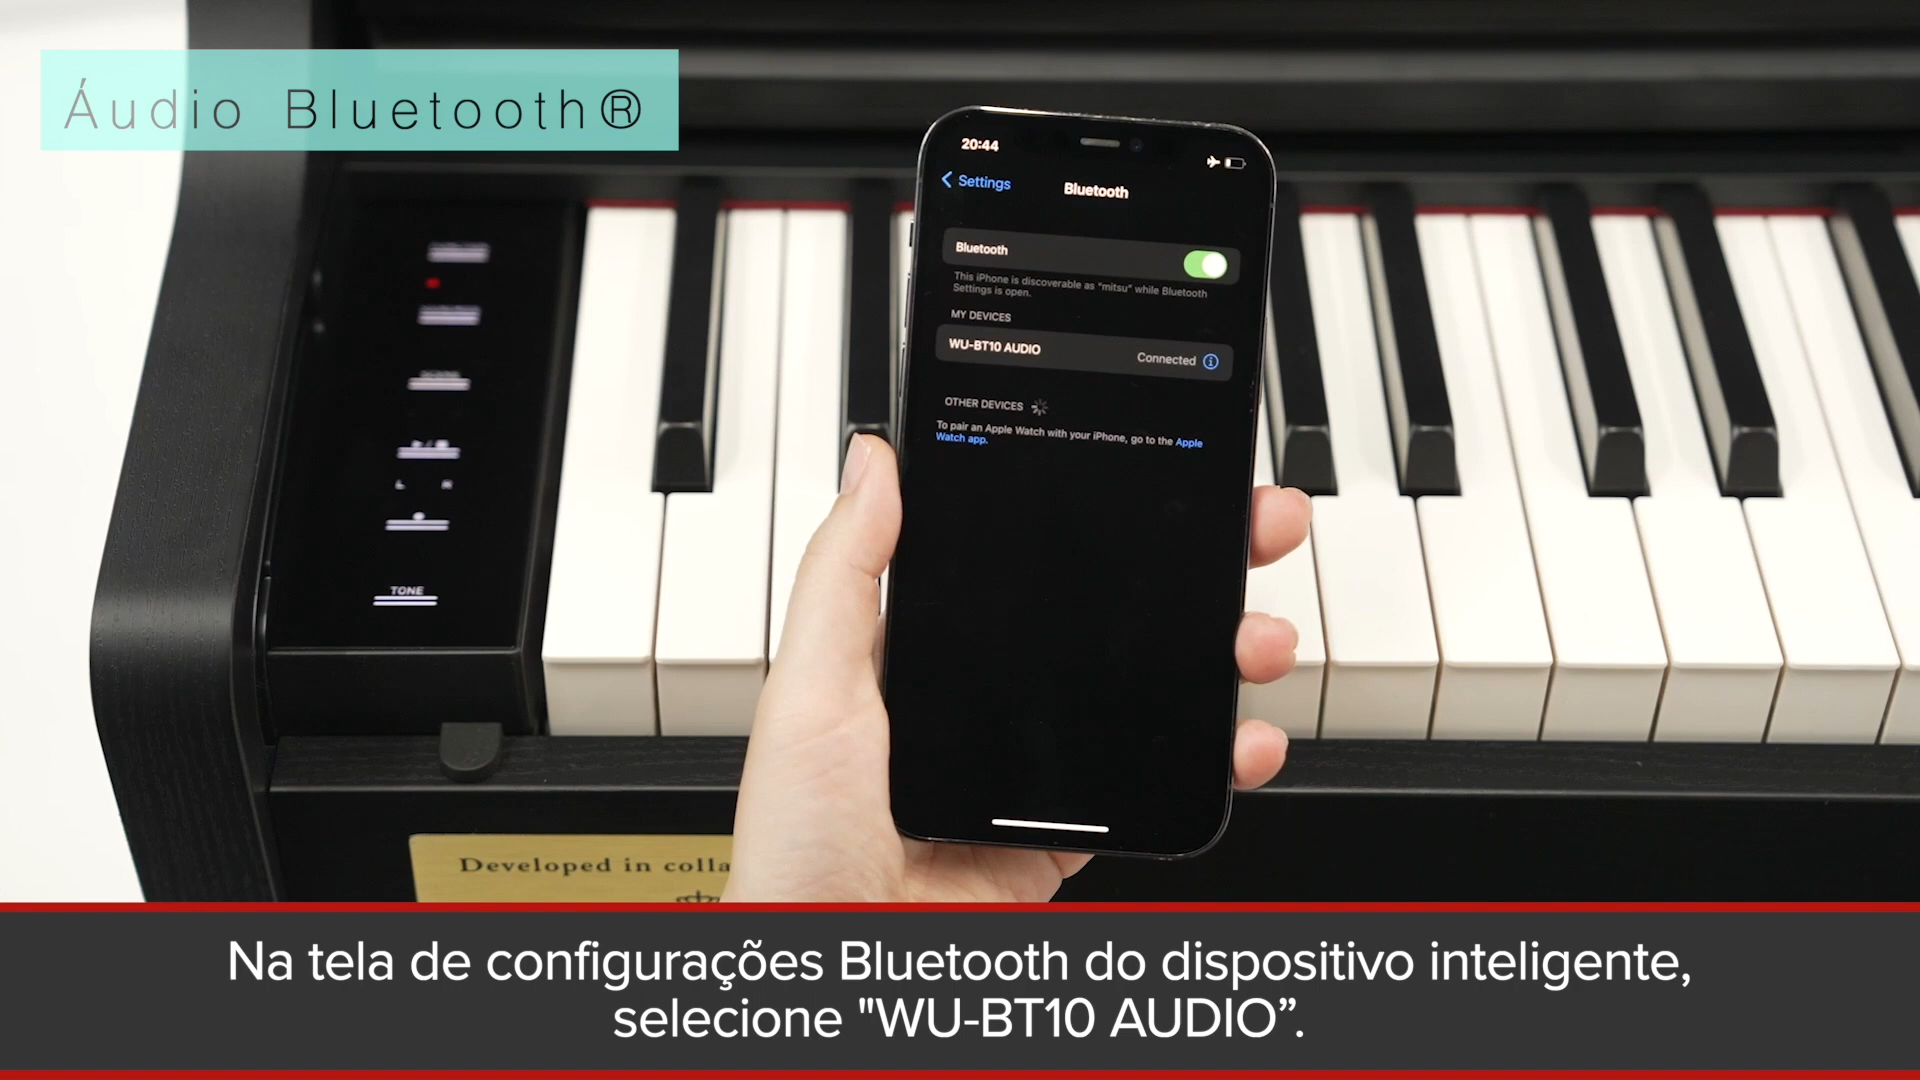 Áudio Bluetooth®
20:44
Settings
Bluetooth
Bluetooth
This iPhone is discoverable as "mitsu" while Bluetooth
Settings is open.
MY DEVICES
WU-BT10 AUDIO
Connected
OTHER DEVICES
To pair an Apple Watch with your iPhone, go to the Apple
Watch app.
L R
TONE
Developed in colla
Na tela de configurações Bluetooth do dispositivo inteligente,
selecione "WU-BT10 AUDIO”.